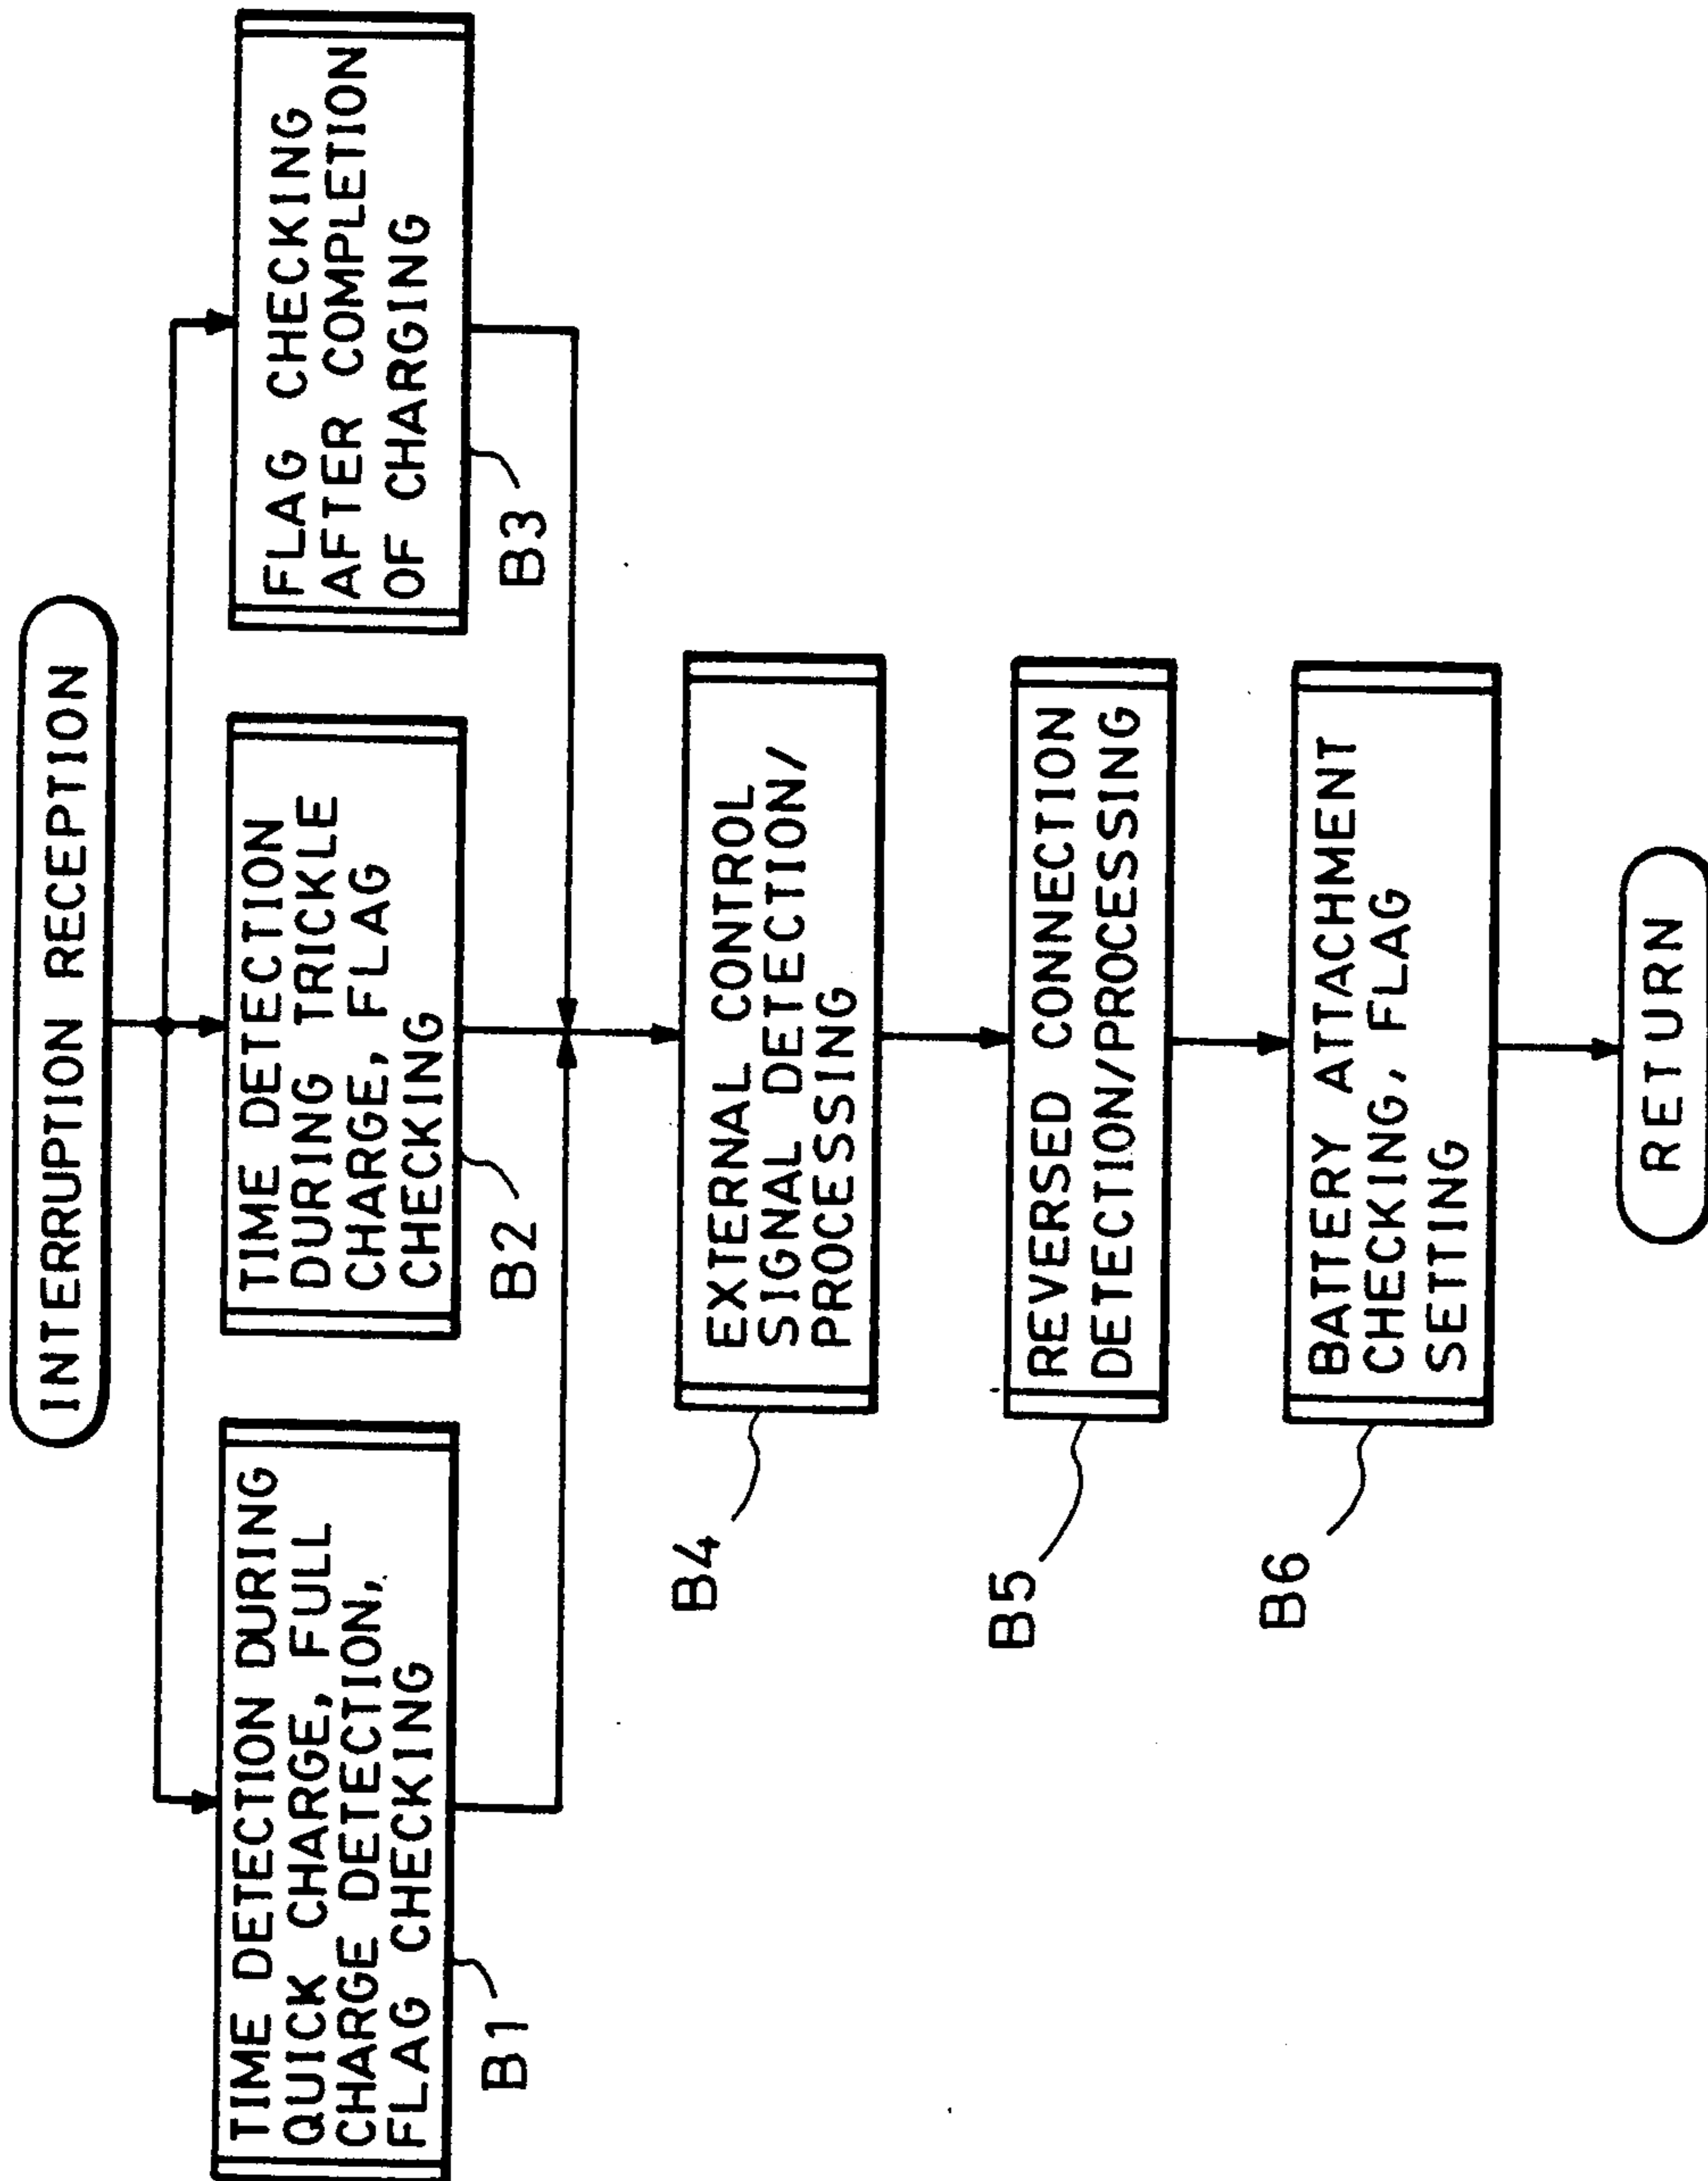 INTERRUPTION RECEPTION
TIME DETECTION DURING
QUICK CHARGE, FULL
CHARGE DETECTION,
FLAG CHECKING
B1
TIME DETECTION
DURING TRICKLE
CHARGE, FLAG
CHECKING
B2
FLAG CHECKING
AFTER COMPLETION
OF CHARGING
B3
EXTERNAL CONTROL
SIGNAL DETECTION/
PROCESSING
B4
REVERSED CONNECTION
DETECTION/PROCESSING
B5
BATTERY ATTACHMENT
CHECKING, FLAG
SETTING
B6
RETURN